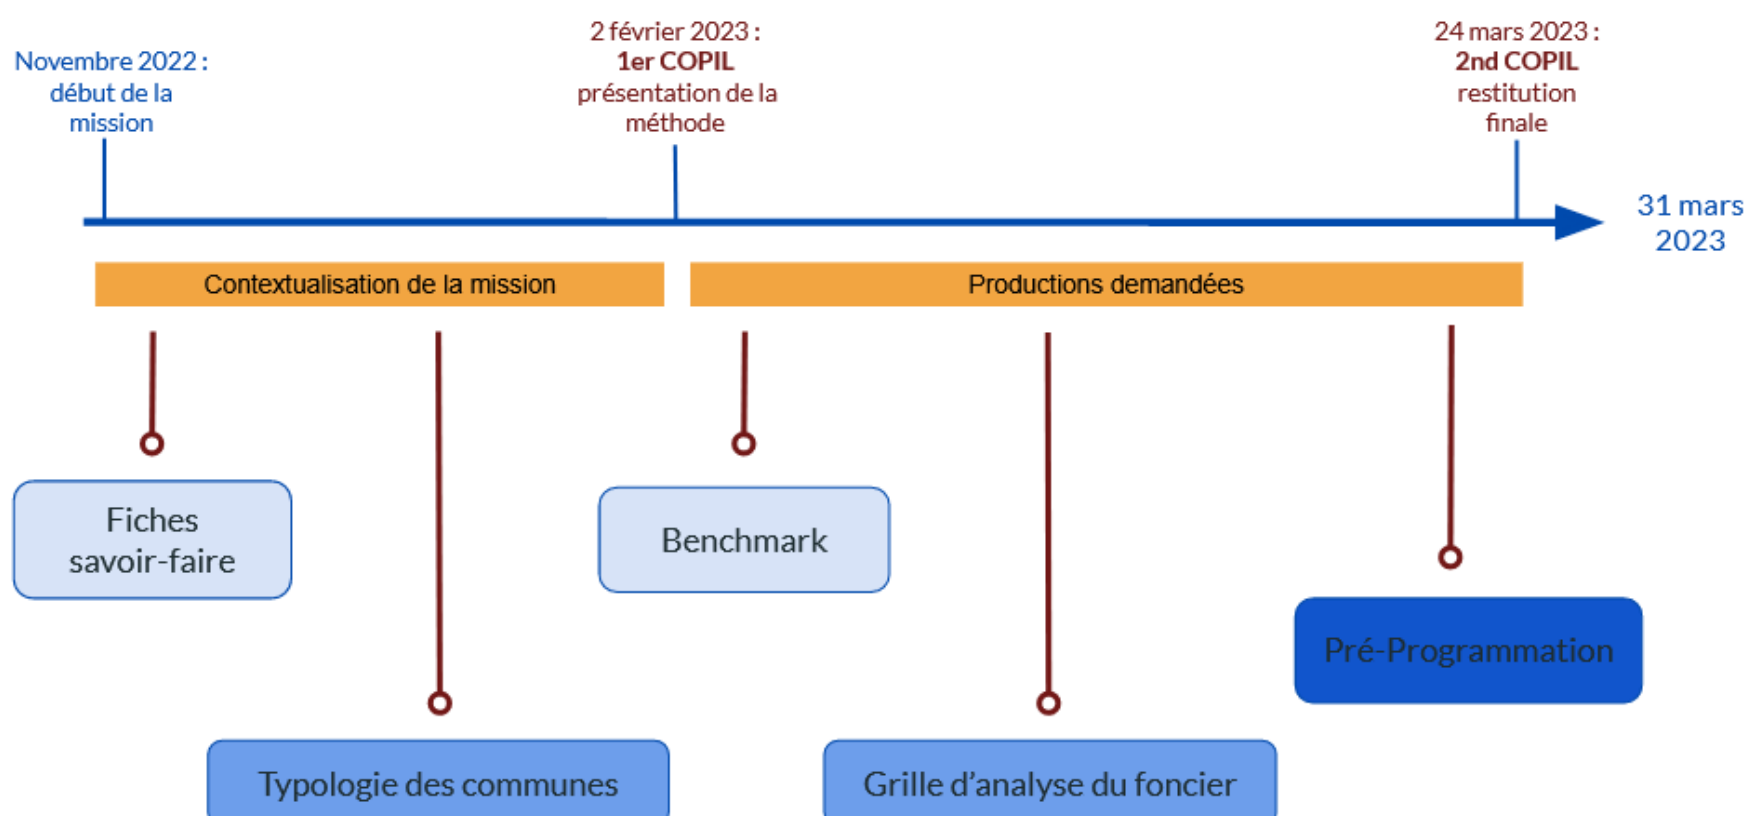 Novembre 2022 :
début de la
mission
2 février 2023 :
1er COPIL
présentation de la
méthode
24 mars 2023 :
2nd COPIL
restitution
finale
31 mars
2023
Contextualisation de la mission
Productions demandées
Fiches
savoir-faire
Benchmark
Pré-Programmation
Typologie des communes
Grille d’analyse du foncier